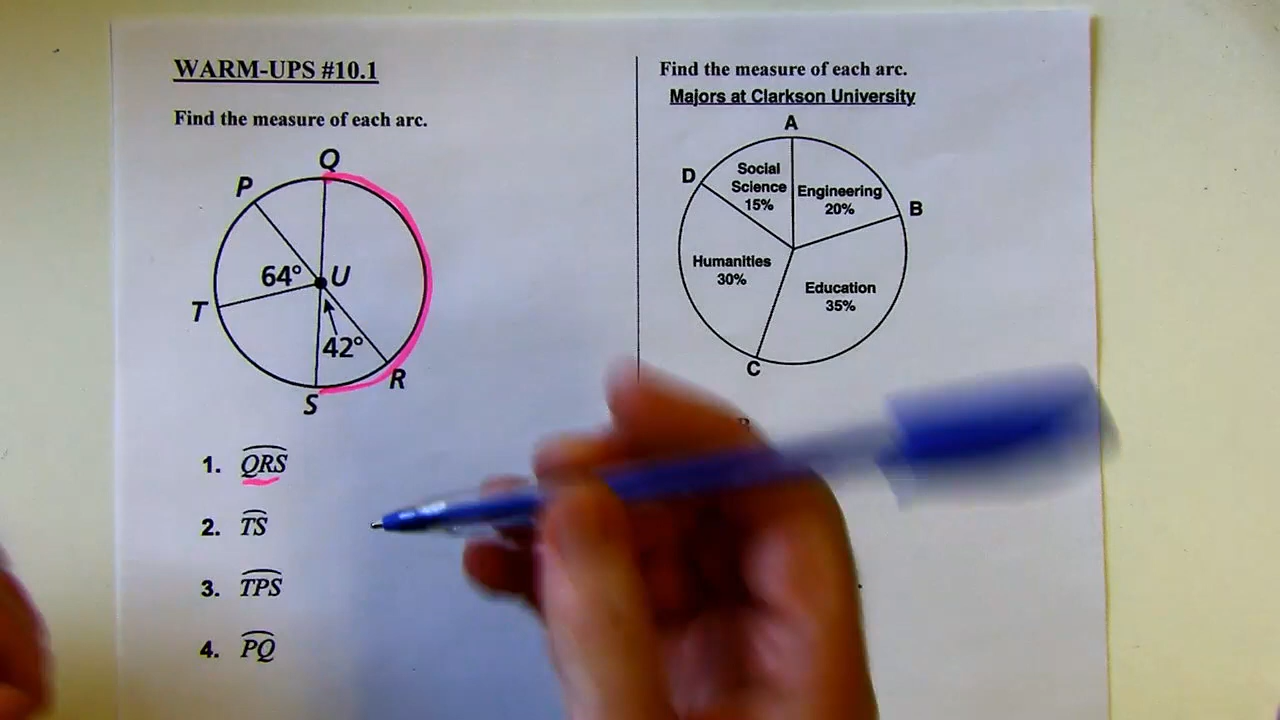 WARM-UPS #10.1
Find the measure of each arc.
Q
P
64°
U
T
42°
R
S
1. QRS
2. TS
3. TPS
4. PQ
Find the measure of each arc.
Majors at Clarkson University
A
D
Social
Science
15%
Engineering
20%
B
Humanities
30%
Education
35%
C